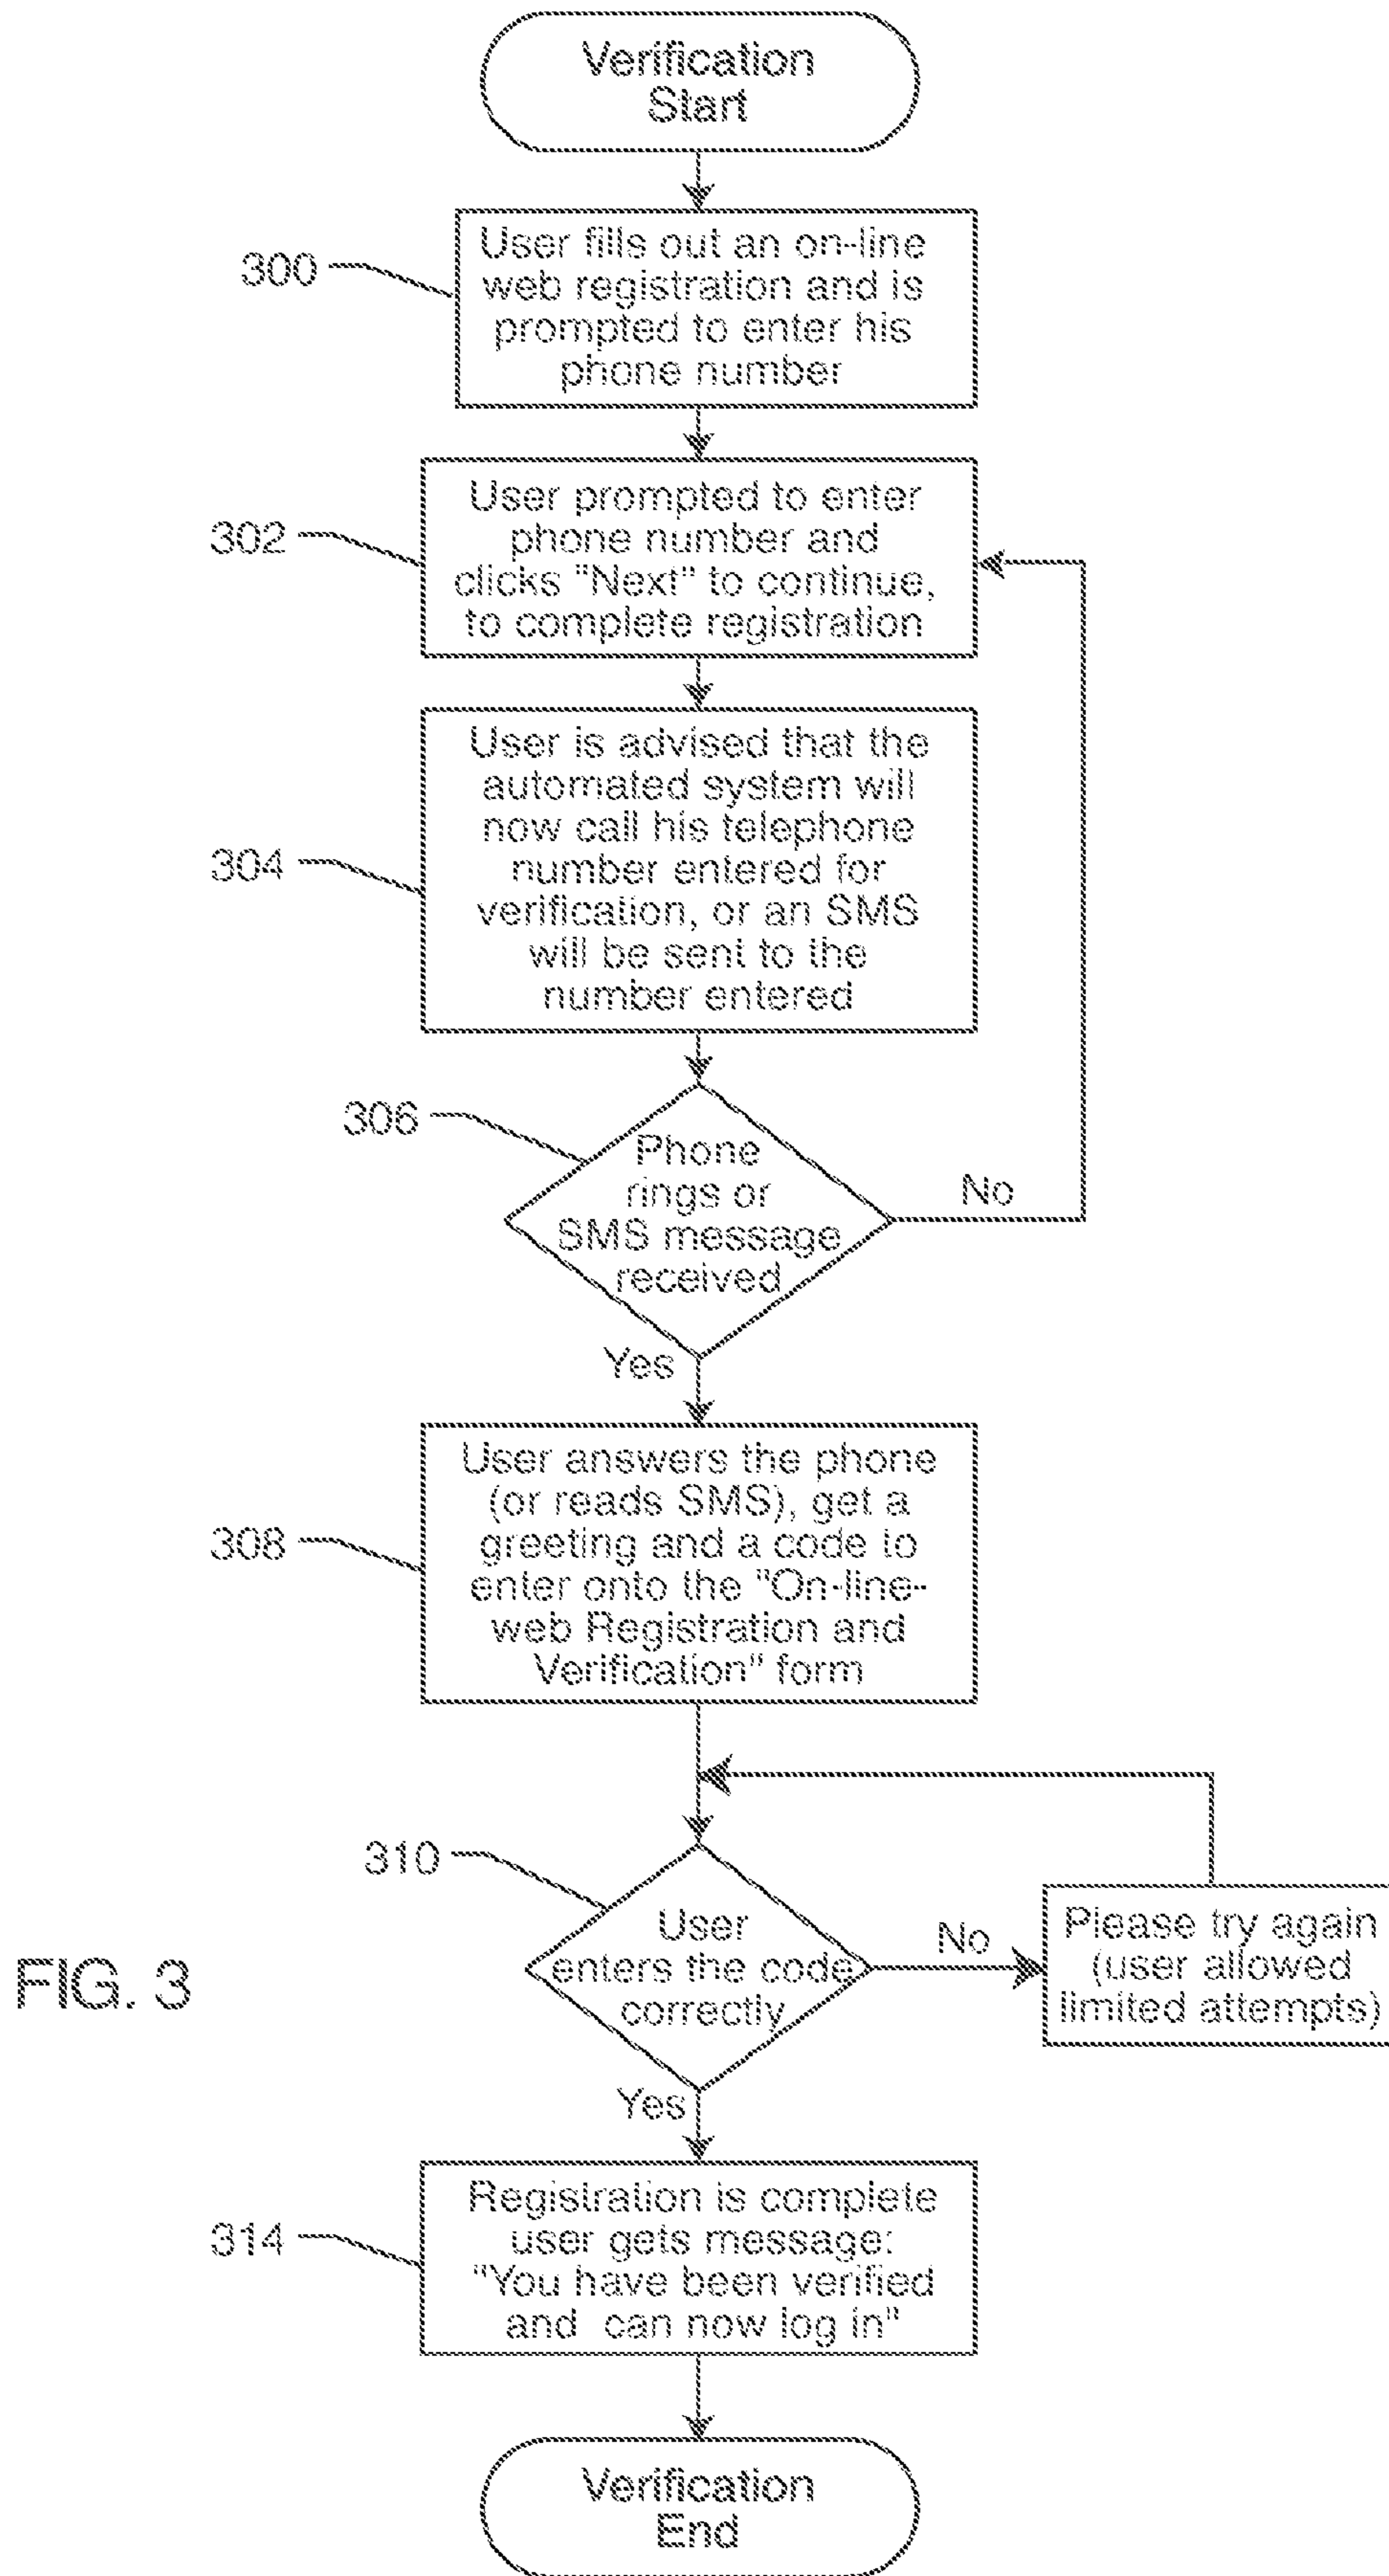 Verification
Start
300
User fills out an on-line
web registration and is
prompted to enter his
phone number
302
User prompted to enter
phone number and
clicks "Next" to continue,
to complete registration
304
User is advised that the
automated system will
now call his telephone
number entered for
verification, or an SMS
will be sent to the
number entered
306
Phone
rings or
SMS message
received
No
Yes
308
User answers the phone
(or reads SMS), get a
greeting and a code to
enter onto the "On-line-
web Registration and
Verification" form
310
User
enters the code
correctly
No
Please try again
(user allowed
limited attempts)
Yes
FIG. 3
314
Registration is complete
user gets message:
"You have been verified
and can now log in"
Verification
End